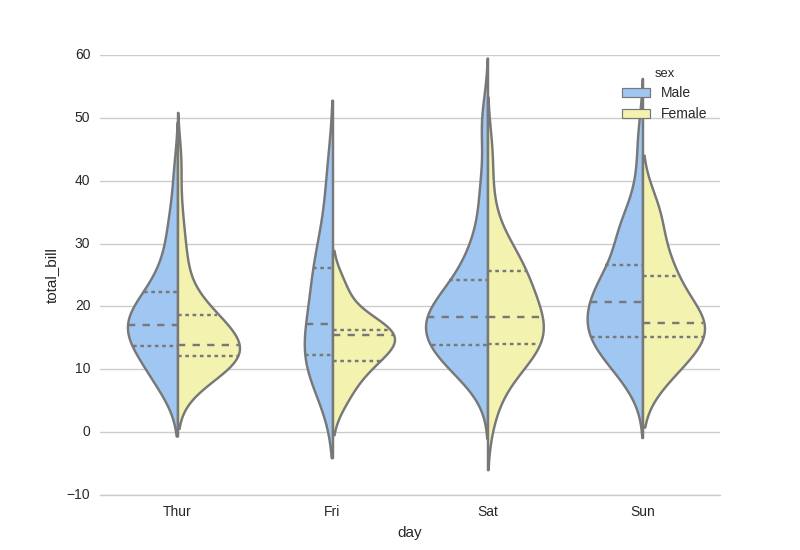 60
50
40
30
20
10
0
−10
total_bill
sex
Male
Female
Thur
Fri
Sat
Sun
day